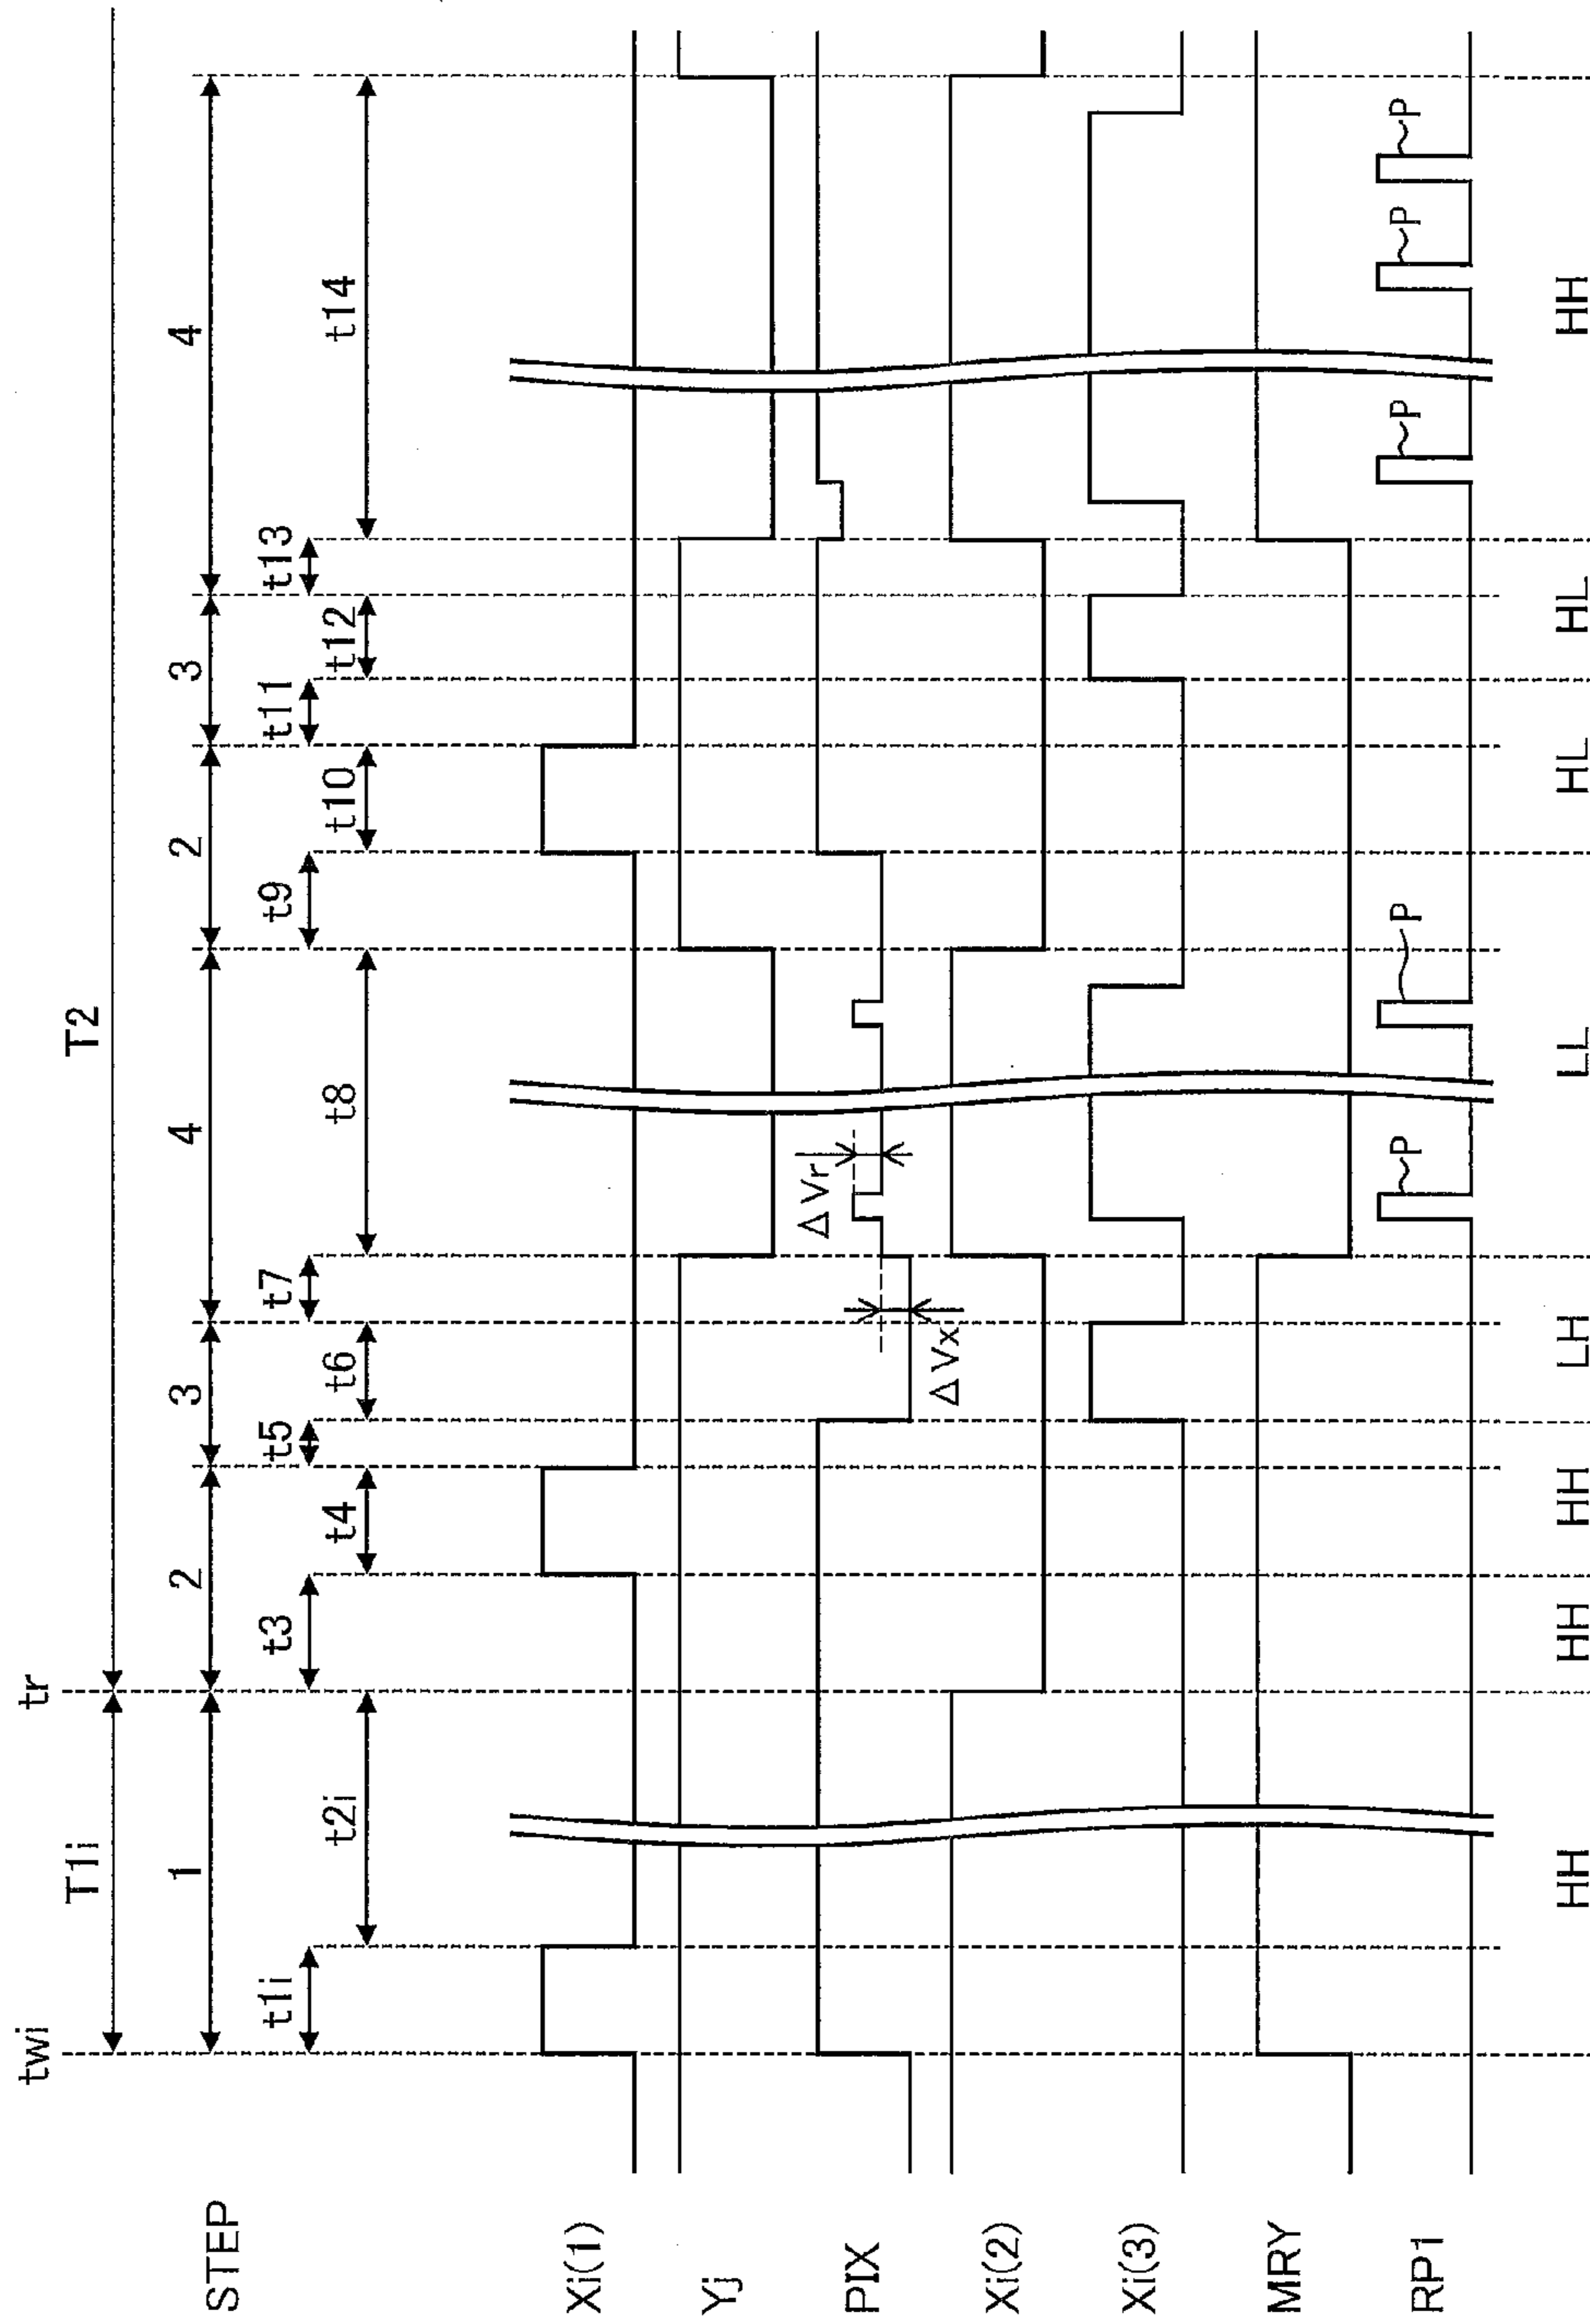 twi tr
T1i T2
STEP 1 2 3 4 2 3 4
t1i t3 t5 t7 t9 t11 t13
t2i t4 t6 t8 t10 t12 t14
Xi(1)
Yj
PIX ΔVx ΔVr
Xi(2)
Xi(3)
MRY
RP1 P P P P P
HH HH HH LH LL HL HL HH